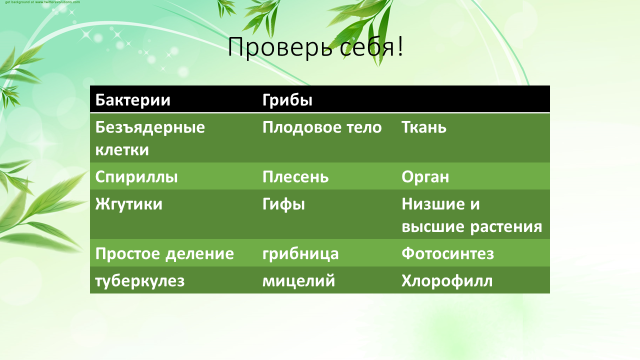 Проверь себя!
Бактерии Грибы
Безъядерные Плодовое тело Ткань
клетки
Спириллы Плесень Орган
Жгутики Гифы Низшие и
высшие растения
Простое деление грибница Фотосинтез
туберкулез мицелий Хлорофилл